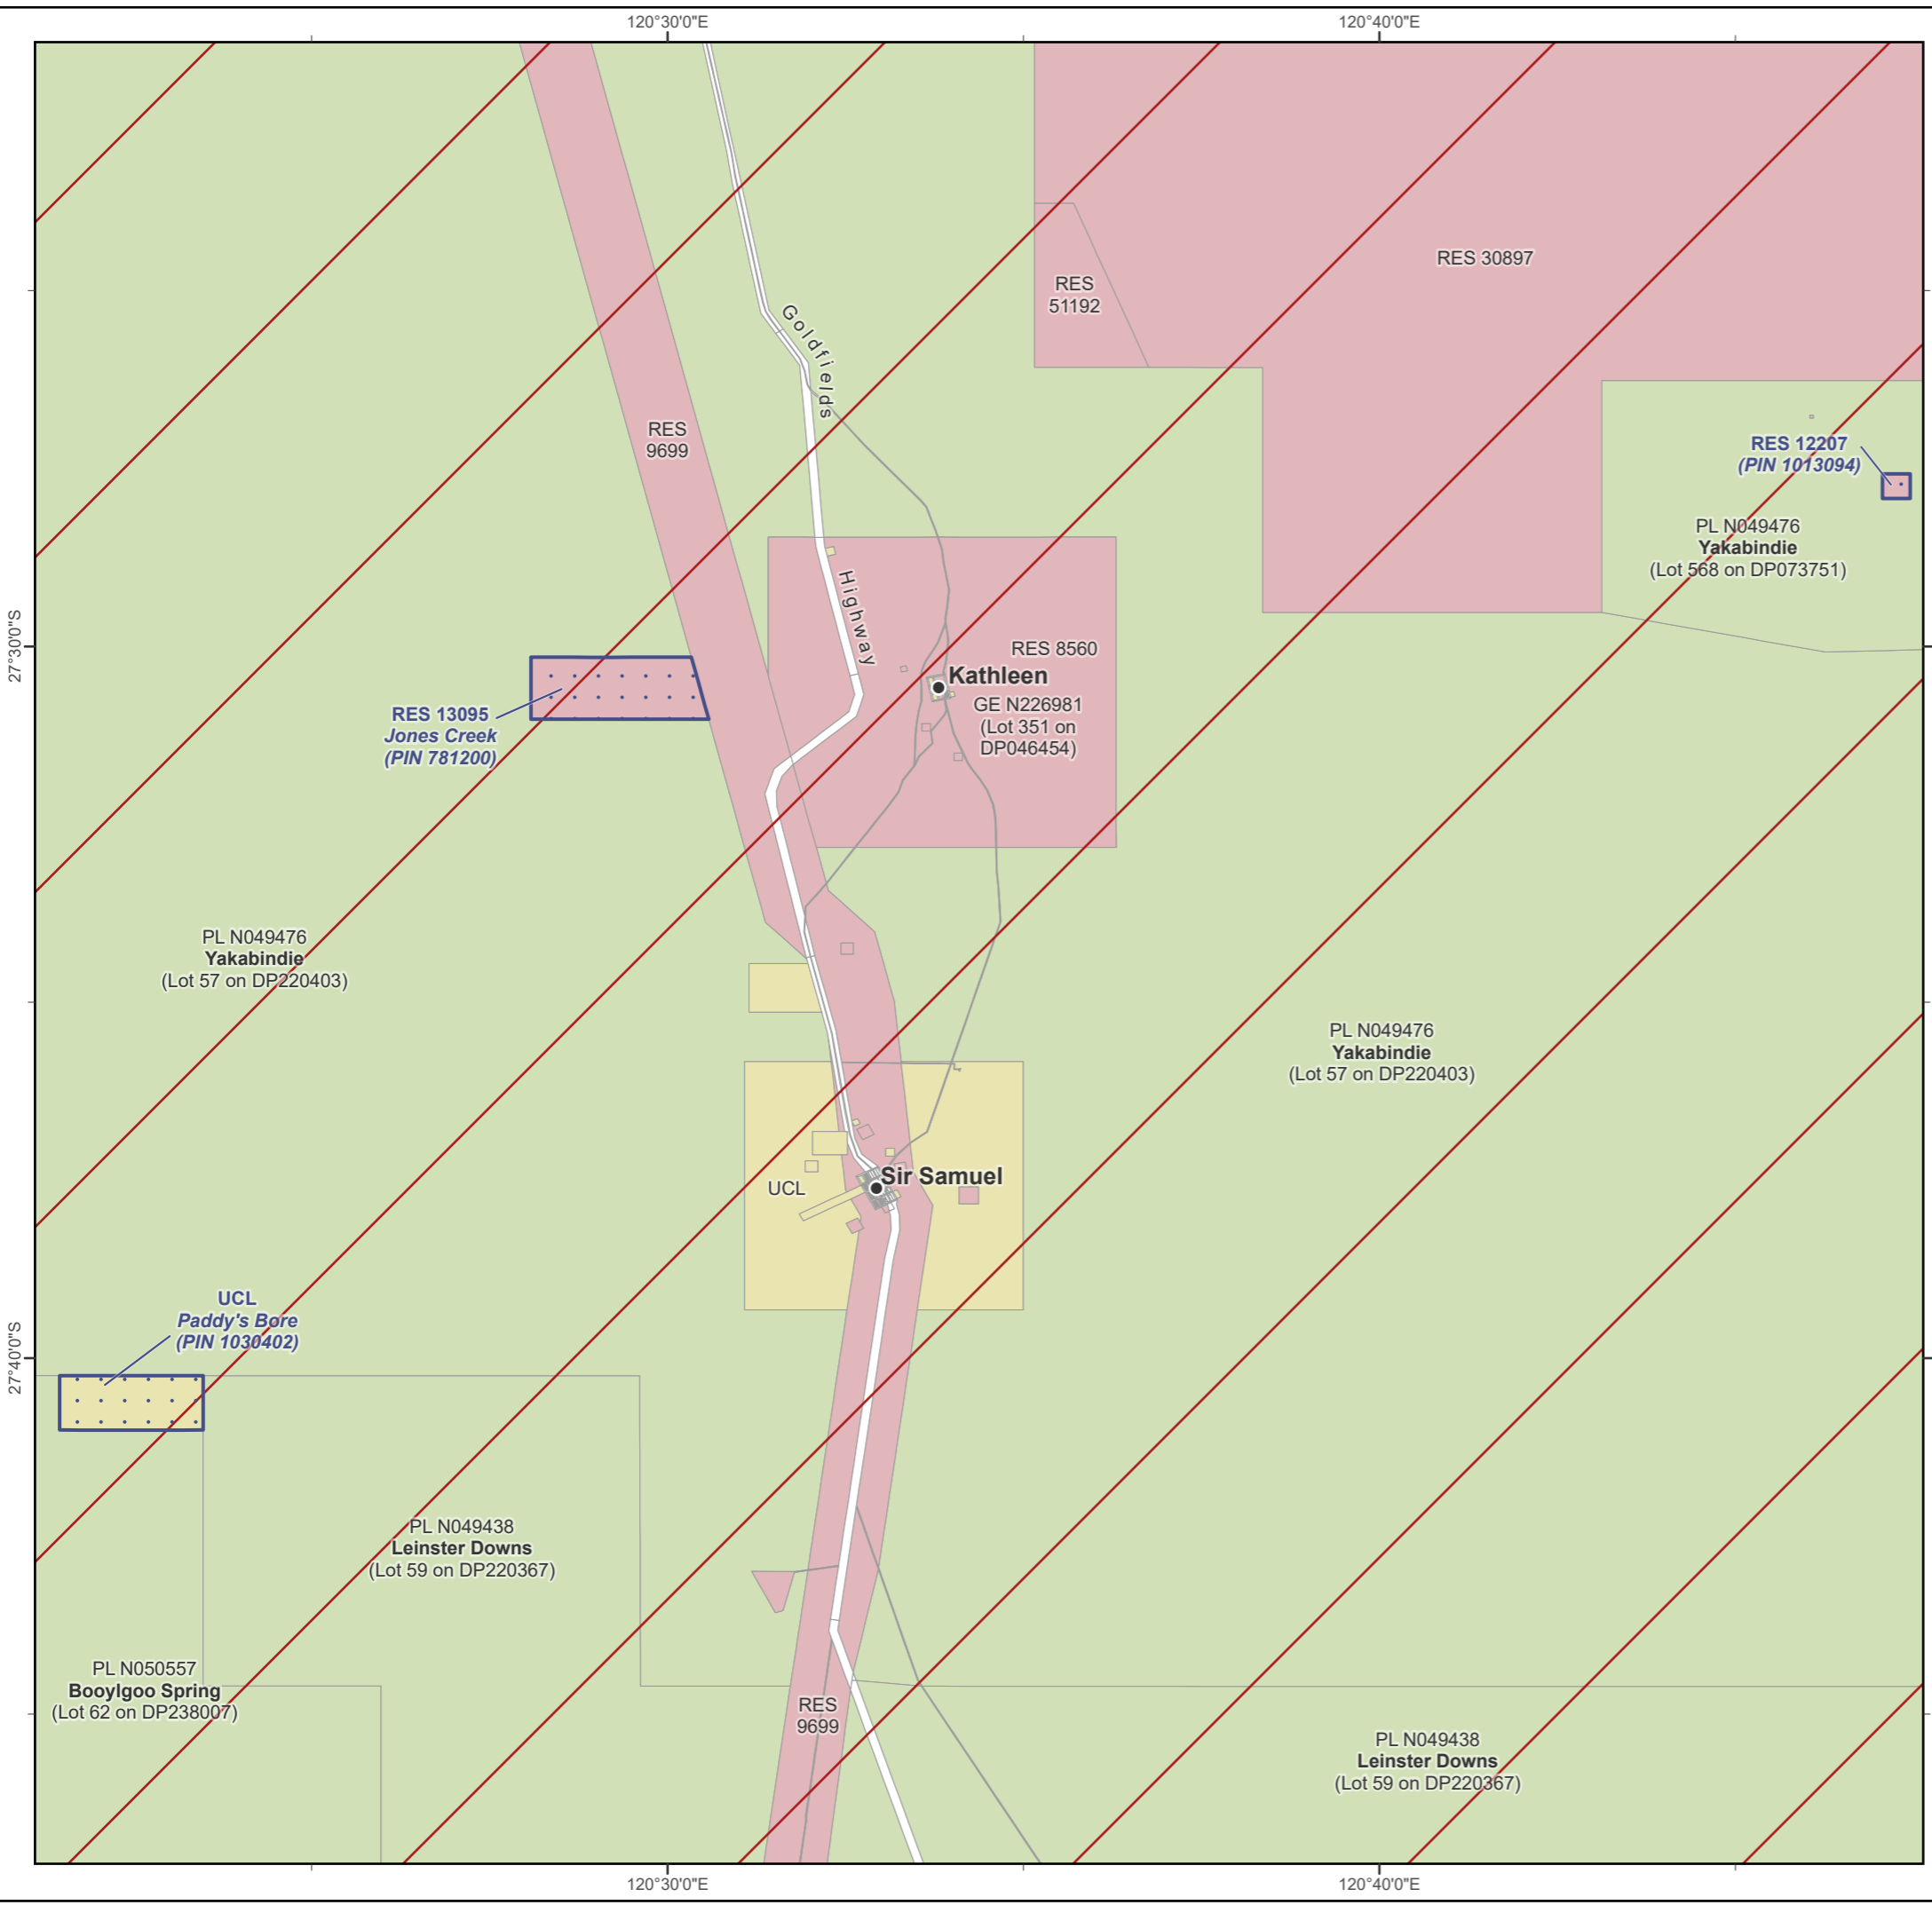 120°30'0"E
120°40'0"E
RES 30897
RES
51192
Goldfields
RES
9699
RES 12207
(PIN 1013094)
PL N049476
Yakabindie
(Lot 568 on DP073751)
Highway
27°30'0"S
RES 8560
Kathleen
GE N226981
(Lot 351 on
DP046454)
RES 13095
Jones Creek
(PIN 781200)
PL N049476
Yakabindie
(Lot 57 on DP220403)
PL N049476
Yakabindie
(Lot 57 on DP220403)
Sir Samuel
UCL
UCL
Paddy's Bore
(PIN 1030402)
27°40'0"S
PL N049438
Leinster Downs
(Lot 59 on DP220367)
PL N050557
Booylgoo Spring
(Lot 62 on DP238007)
RES
9699
PL N049438
Leinster Downs
(Lot 59 on DP220367)
120°30'0"E
120°40'0"E